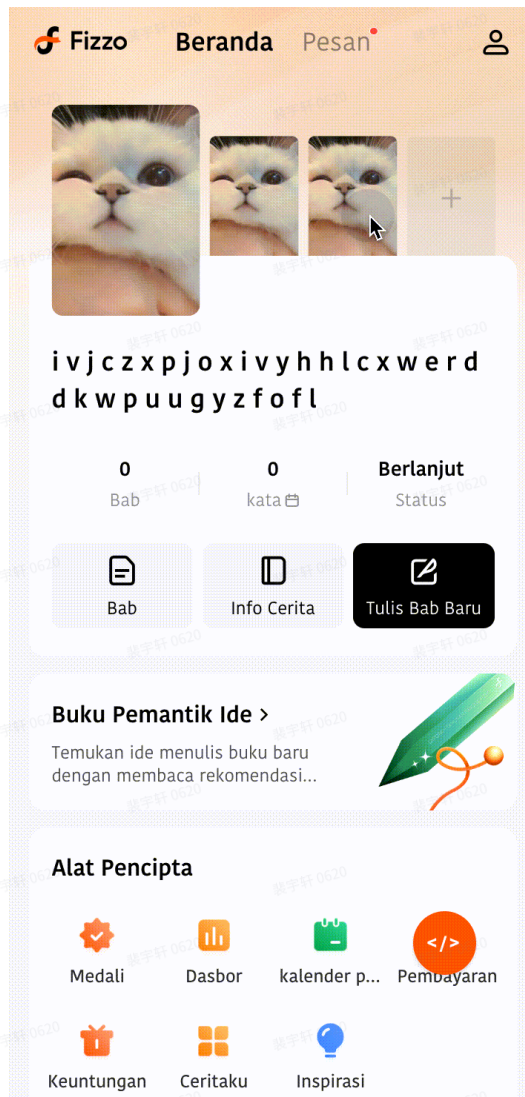 Fizzo
Beranda
Pesan
ivjczxpjoxivyhhlcxwerd
dkwpuugyzfofl
0
Bab
0
kata
Berlanjut
Status
Bab
Info Cerita
Tulis Bab Baru
Buku Pemantik Ide >
Temukan ide menulis buku baru
dengan membaca rekomendasi...
Alat Pencipta
Medali
Dasbor
kalender p...
</>
Pembayaran
Keuntungan
Ceritaku
Inspirasi